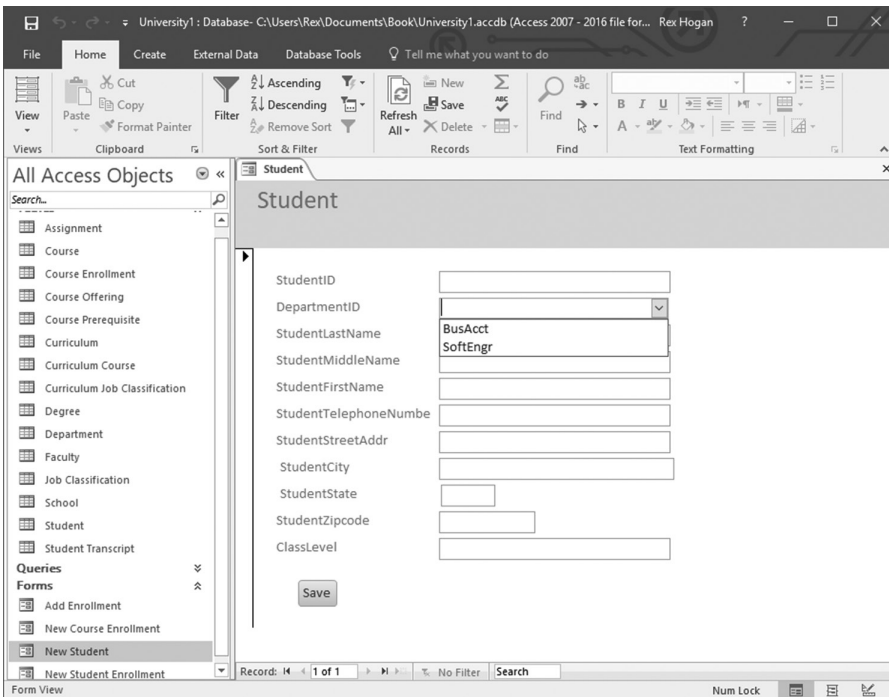 University1 : Database- C:\Users\Rex\Documents\Book\University1.accdb (Access 2007 - 2016 file for... Rex Hogan ?
File Home Create External Data Database Tools Tell me what you want to do
View
Views
Paste
Cut
Copy
Format Painter
Clipboard
Filter
Ascending
Descending
Remove Sort
Sort & Filter
Refresh
All
New
Save
Delete
Records
Find
Find
B I U
A
Text Formatting
All Access Objects
Search...
Assignment
Course
Course Enrollment
Course Offering
Course Prerequisite
Curriculum
Curriculum Course
Curriculum Job Classification
Degree
Department
Faculty
Job Classification
School
Student
Student Transcript
Queries
Forms
Add Enrollment
New Course Enrollment
New Student
New Student Enrollment
Student
Student
StudentID
DepartmentID
BusAcct
SoftEngr
StudentLastName
StudentMiddleName
StudentFirstName
StudentTelephoneNumbe
StudentStreetAddr
StudentCity
StudentState
StudentZipcode
ClassLevel
Save
Record: 1 of 1 No Filter Search
Form View Num Lock